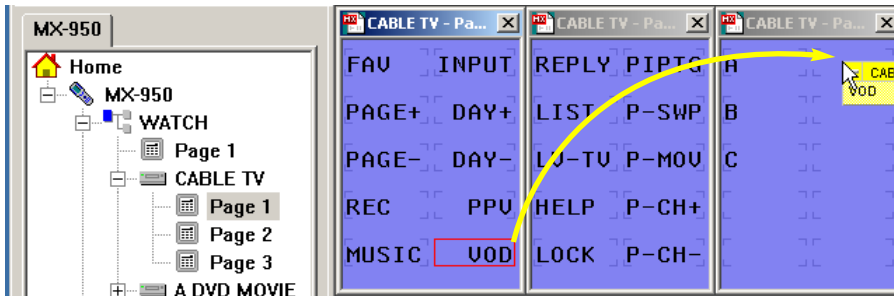 MX-950
Home
MX-950
WATCH
Page 1
CABLE TV
Page 1
Page 2
Page 3
A DVD MOVIE
CABLE TV - Pa...
FAV INPUT
PAGE+ DAY+
PAGE- DAY-
REC PPV
MUSIC VOD
CABLE TV - Pa...
REPLY PIPTG
LIST P-SWP
LV-TV P-MOV
HELP P-CH+
LOCK P-CH-
CABLE TV - Pa...
A
B
C
CAB
VOD